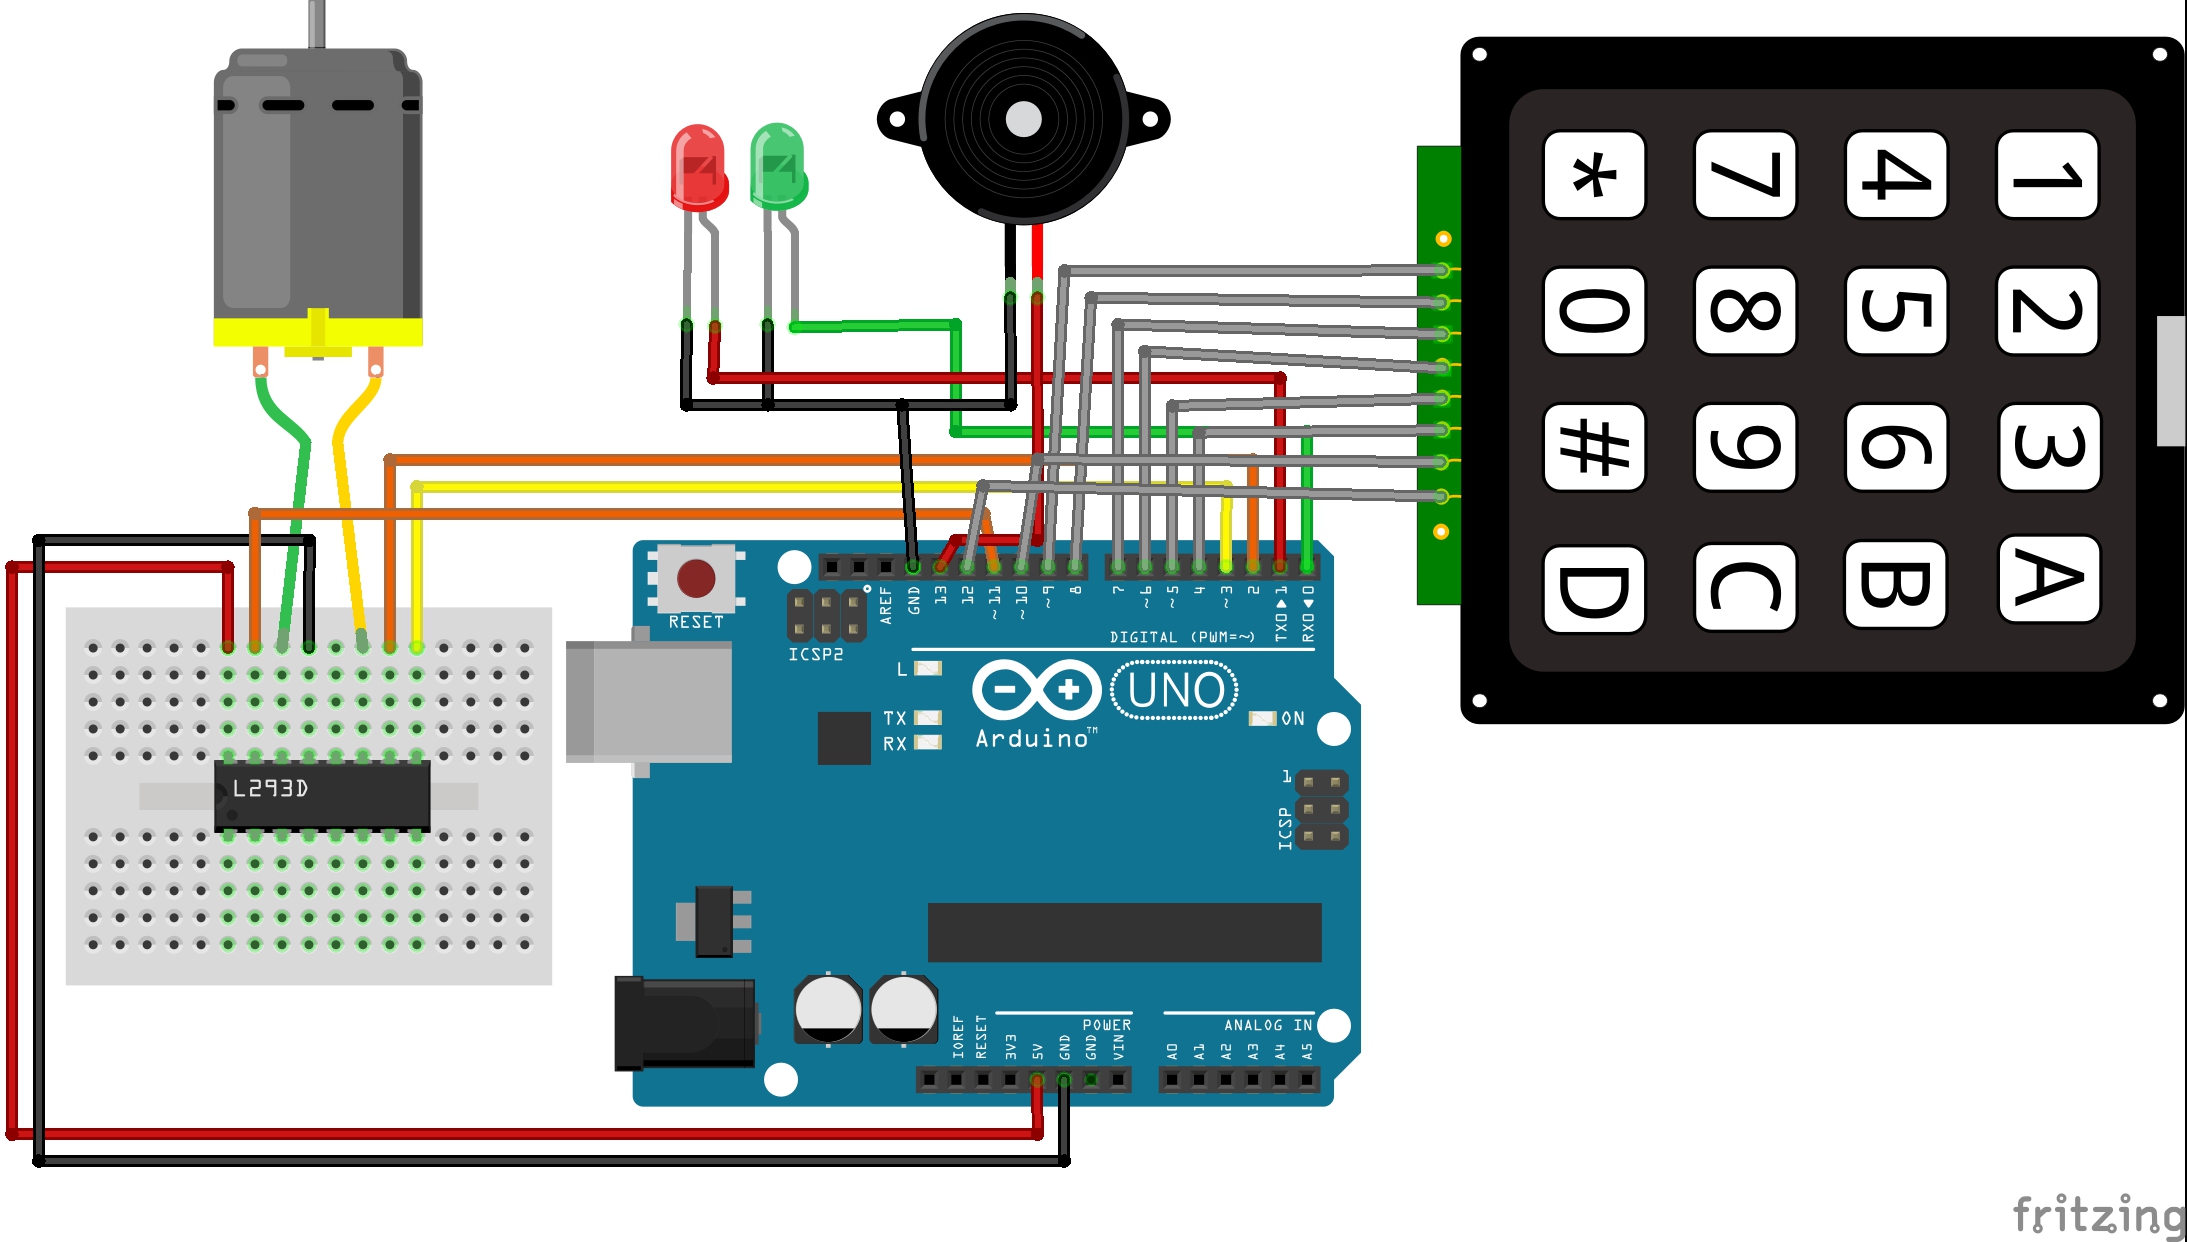 * 7 4 1
0 8 5 2
# 9 6 3
D C B A
RESET
ICSP2
AREF
GND
13
12
~11
~10
~9
8
7
~6
~5
4
~3
2
TX0▶1
RX0◀0
DIGITAL (PWM=~)
L
TX
RX
UNO
Arduino™
ON
L293D
1
ICSP
IOREF
RESET
3V3
5V
GND
GND
VIN
POWER
A0
A1
A2
A3
A4
A5
ANALOG IN
fritzing